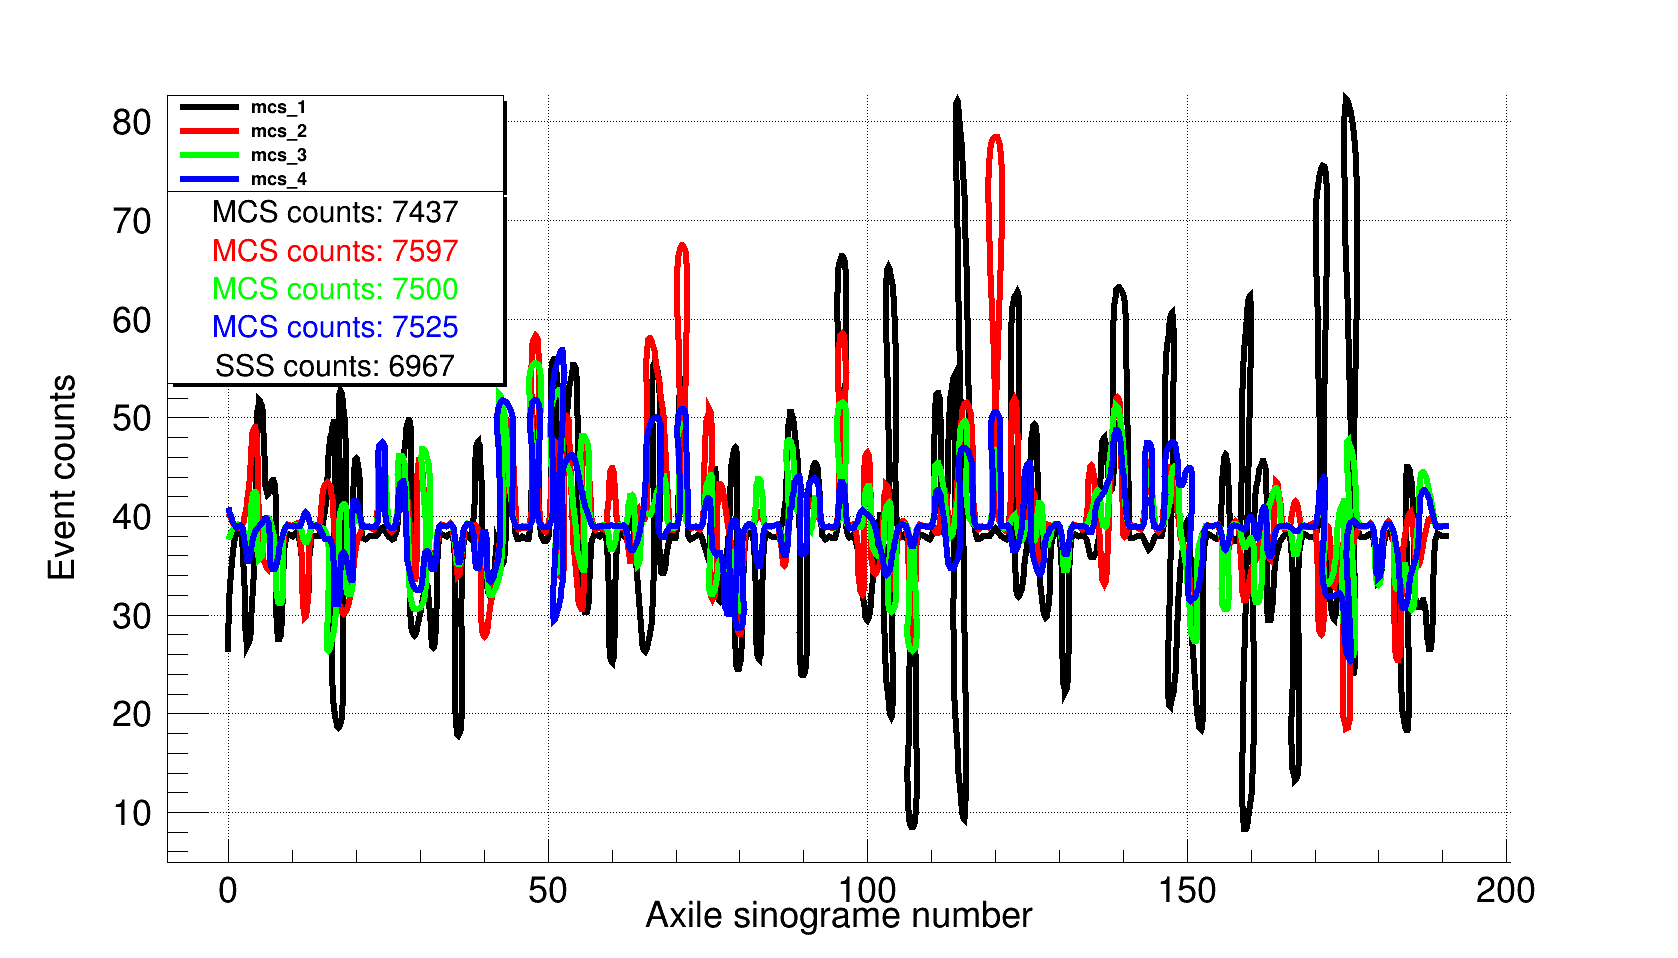 mcs_1
mcs_2
mcs_3
mcs_4
MCS counts: 7437
MCS counts: 7597
MCS counts: 7500
MCS counts: 7525
SSS counts: 6967
Event counts
80
70
60
50
40
30
20
10
0 50 100 150 200
Axile sinograme number